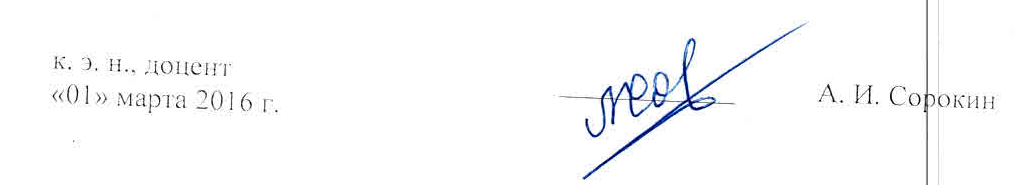 к. э. н., доцент
«01» марта 2016 г. А. И. Сорокин